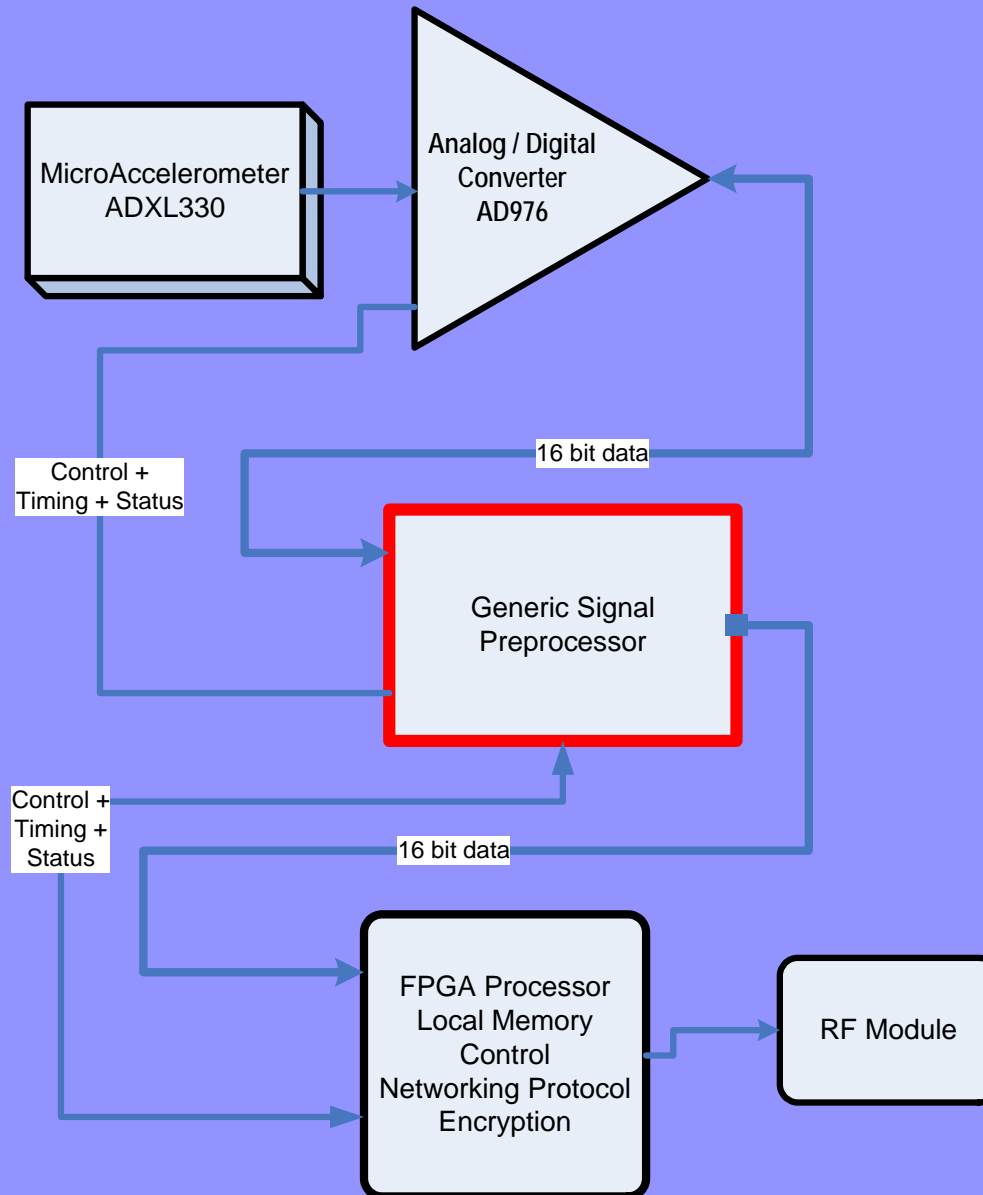 MicroAccelerometer
ADXL330
Analog / Digital
Converter
AD976
16 bit data
Control +
Timing + Status
Generic Signal
Preprocessor
Control +
Timing +
Status
16 bit data
FPGA Processor
Local Memory
Control
Networking Protocol
Encryption
RF Module